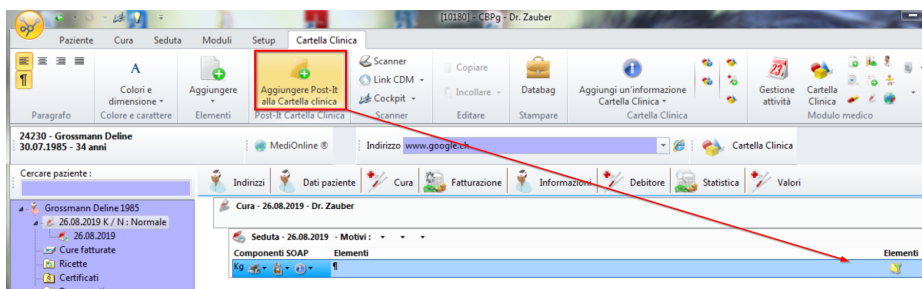 [10180] - CBPg - Dr. Zauber
Paziente Cura Seduta Moduli Setup Cartella Clinica
Scanner
Link CDM
Cockpit
Copiare
Incollare
A
Colori e
dimensione
Aggiungere
Aggiungere Post-It
alla Cartella clinica
Databag
Aggiungi un'informazione
Cartella Clinica
23
Gestione
attività
Cartella
Clinica
Paragrafo Colore e carattere Elementi Post-It Cartella Clinica Scanner Editare Stampare Cartella Clinica Modulo medico
24230 - Grossmann Deline
30.07.1985 - 34 anni
MediOnline ® Indirizzo www.google.ch Cartella Clinica
Cercare paziente :
Indirizzi Dati paziente Cura Fatturazione Informazioni Debitore Statistica Valori
Grossmann Deline 1985
26.08.2019 K / N : Normale
26.08.2019
Cure fatturate
Ricette
Certificati
Cura - 26.08.2019 - Dr. Zauber
Seduta - 26.08.2019 - Motivi :
Componenti SOAP Elementi Elementi
Kg ¶